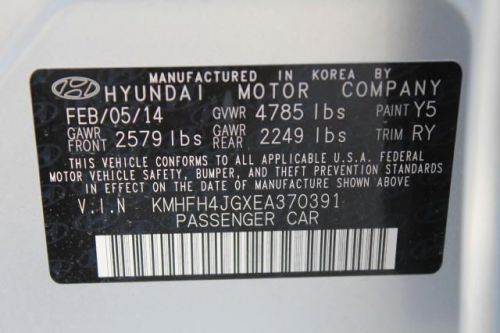 MANUFACTURED IN KOREA BY
HYUNDAI MOTOR COMPANY
FEB/05/14 GVWR 4785 lbs PAINT Y5
GAWR FRONT 2579 lbs GAWR REAR 2249 lbs TRIM RY
THIS VEHICLE CONFORMS TO ALL APPLICABLE U.S.A. FEDERAL
MOTOR VEHICLE SAFETY, BUMPER, AND THEFT PREVENTION
STANDARDS IN EFFECT ON THE DATE OF MANUFACTURE SHOWN ABOVE
V.I.N KMHFH4JGXEA370391
PASSENGER CAR